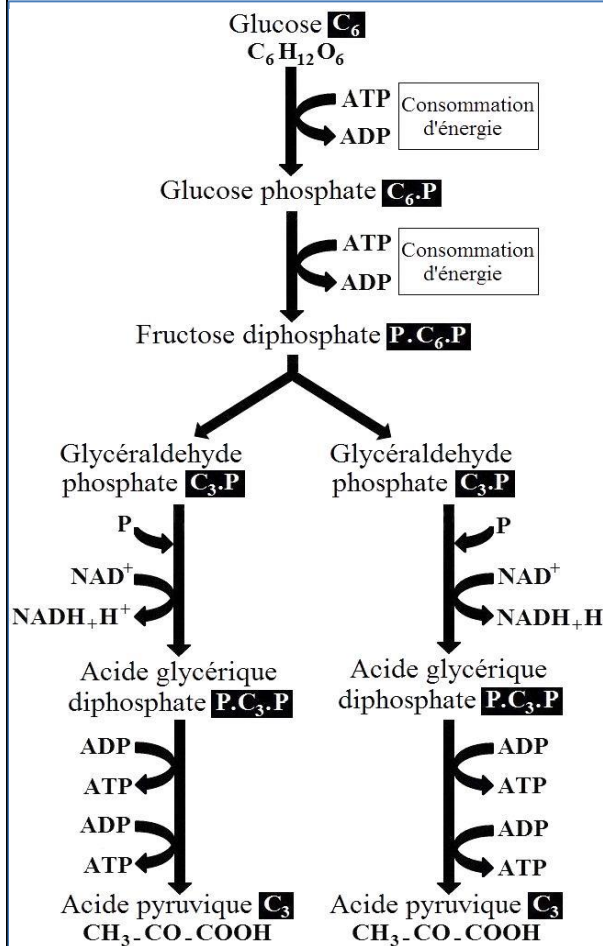 Glucose C₆
C₆H₁₂O₆
ATP
ADP
Consommation
d'énergie
Glucose phosphate C₆.P
ATP
ADP
Consommation
d'énergie
Fructose diphosphate P.C₆.P
Glycéraldehyde
phosphate C₃.P
P
NAD⁺
NADH+H⁺
Acide glycérique
diphosphate P.C₃.P
ADP
ATP
ADP
ATP
Acide pyruvique C₃
CH₃-CO-COOH
Glycéraldehyde
phosphate C₃.P
P
NAD⁺
NADH+H
Acide glycérique
diphosphate P.C₃.P
ADP
ATP
ADP
ATP
Acide pyruvique C₃
CH₃-CO-COOH